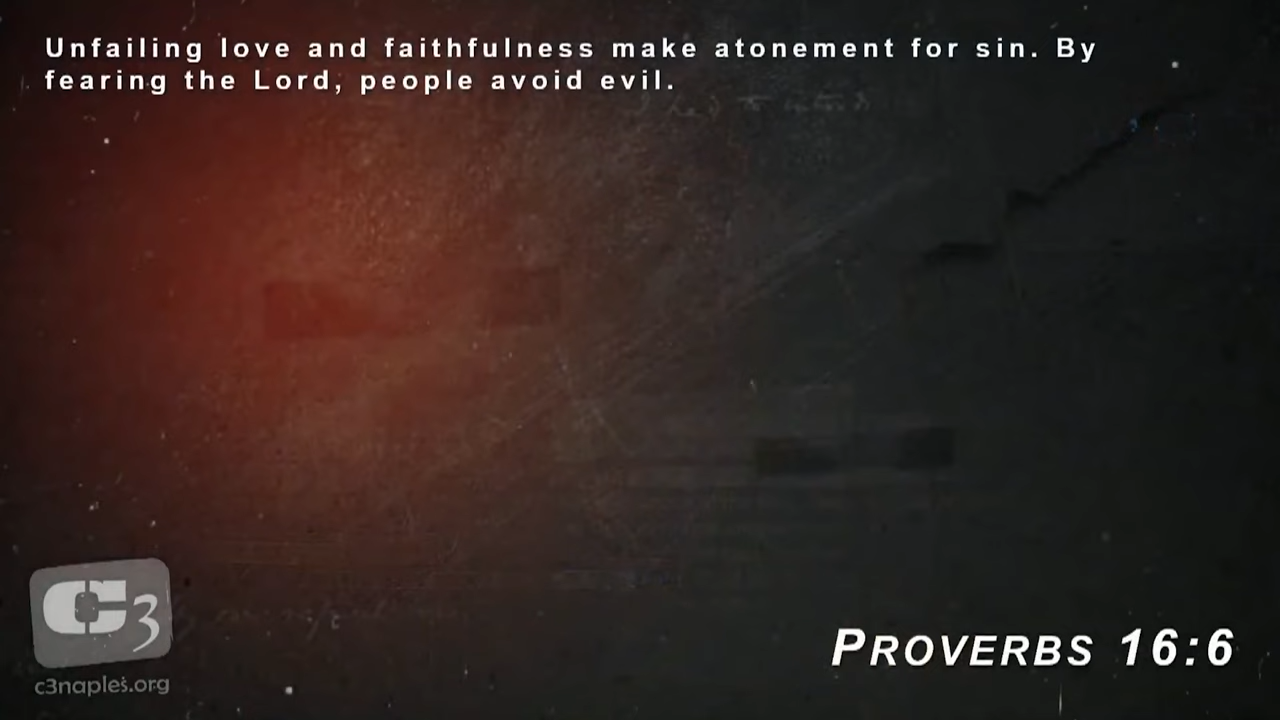 Unfailing love and faithfulness make atonement for sin. By
fearing the Lord, people avoid evil.
C3
c3naples.org
PROVERBS 16:6